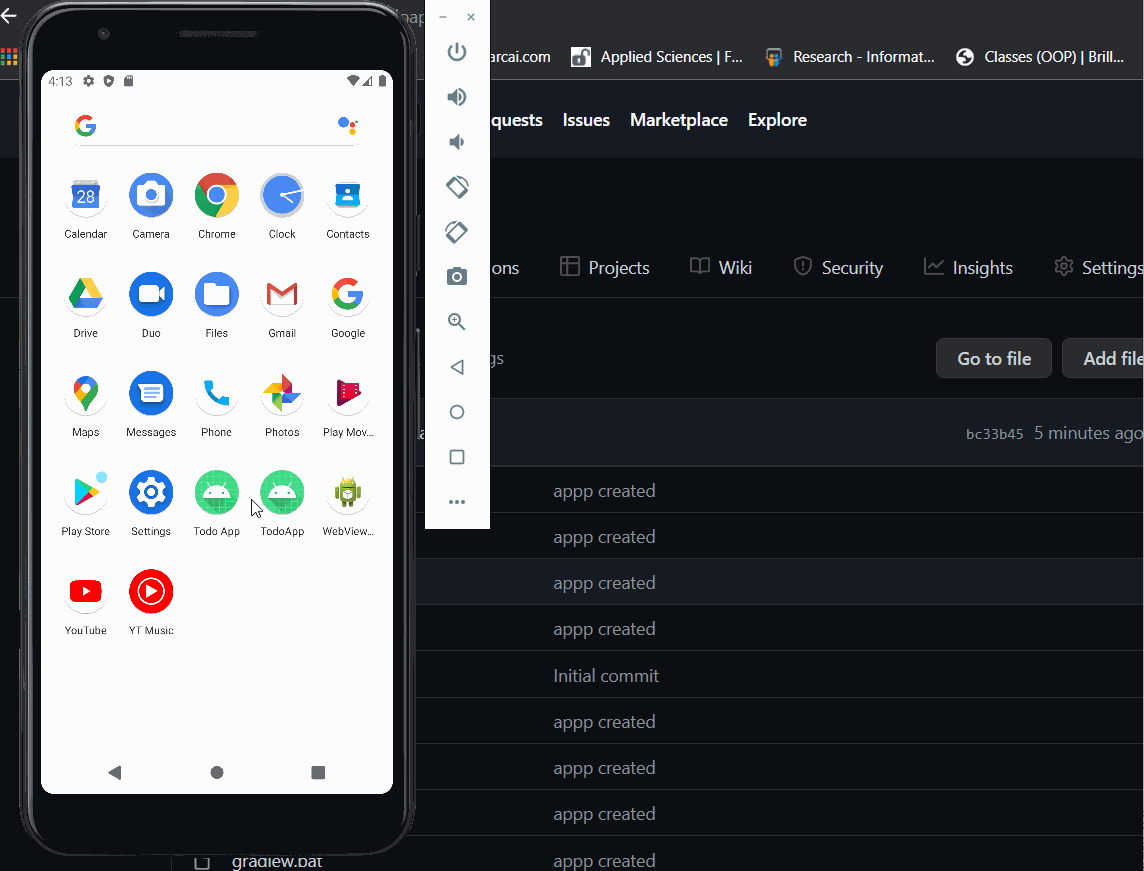 4:13
28
Calendar
Camera
Chrome
Clock
Contacts
Drive
Duo
Files
Gmail
Google
Maps
Messages
Phone
Photos
Play Mov...
Play Store
Settings
Todo App
TodoApp
WebView...
YouTube
YT Music
arcai.com
Applied Sciences | F...
Research - Informat...
Classes (OOP) | Brill...
quests
Issues
Marketplace
Explore
ons
Projects
Wiki
Security
Insights
Settings
gs
Go to file
Add file
bc33b45
5 minutes ago
appp created
appp created
appp created
appp created
Initial commit
appp created
appp created
appp created
gradlew.bat
appp created